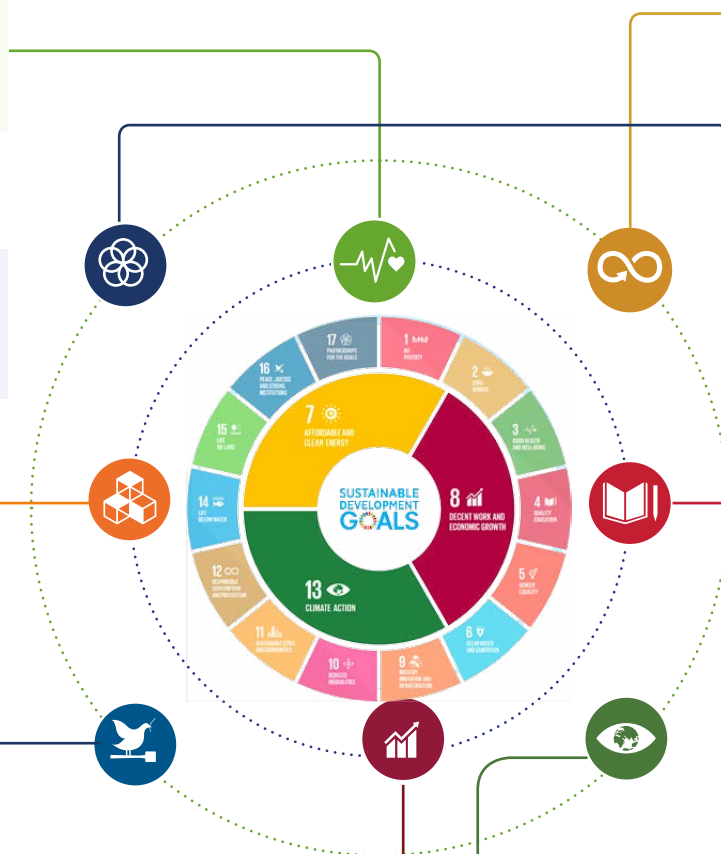 17
PARTNERSHIPS
FOR THE GOALS
1
NO
POVERTY
16
PEACE, JUSTICE
AND STRONG
INSTITUTIONS
2
ZERO
HUNGER
7
AFFORDABLE AND
CLEAN ENERGY
15
LIFE
ON LAND
3
GOOD HEALTH
AND WELL-BEING
SUSTAINABLE
DEVELOPMENT
GOALS
8
DECENT WORK AND
ECONOMIC GROWTH
14
LIFE
BELOW WATER
4
QUALITY
EDUCATION
12
RESPONSIBLE
CONSUMPTION
AND PRODUCTION
5
GENDER
EQUALITY
13
CLIMATE ACTION
11
SUSTAINABLE CITIES
AND COMMUNITIES
6
CLEAN WATER
AND SANITATION
10
REDUCED
INEQUALITIES
9
INDUSTRY,
INNOVATION AND
INFRASTRUCTURE